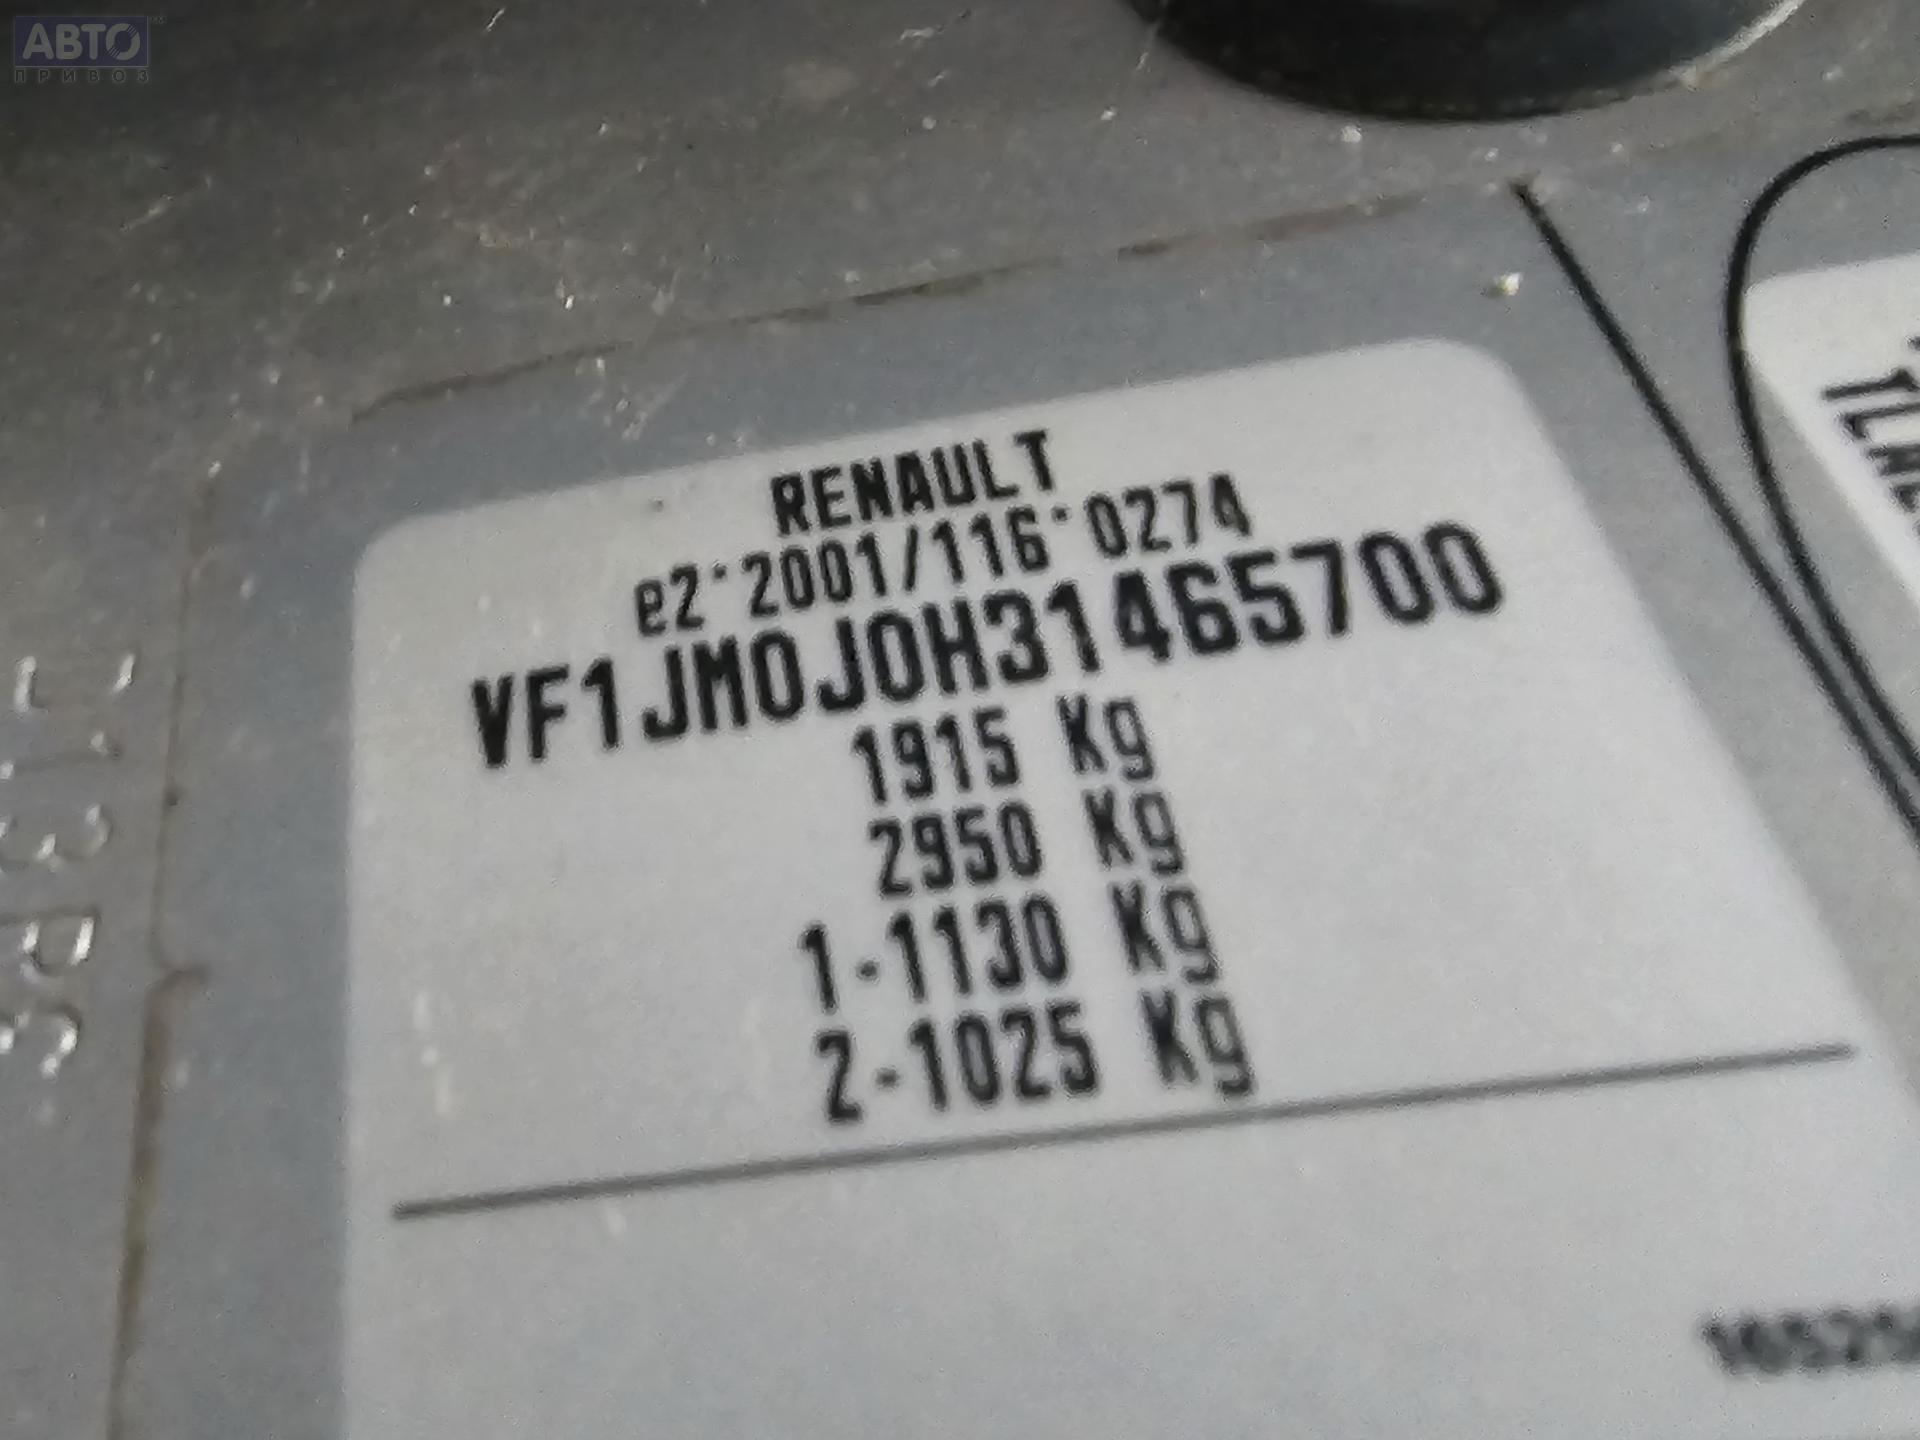 АВТО
ПРИВОЗ
RENAULT
e2*2001/116*0274
VF1JM0J0H31465700
1915 Kg
2950 Kg
1-1130 Kg
2-1025 Kg